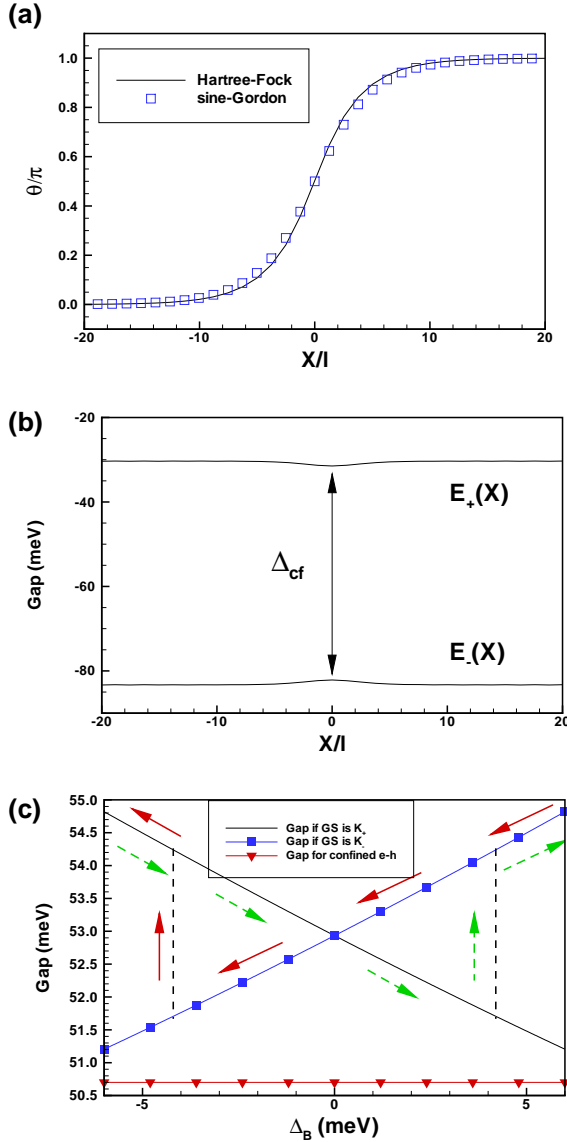 (a)
1.0
0.8
0.6
0.4
0.2
0.0
θ/π
Hartree-Fock
sine-Gordon
-20 -10 0 10 20
X/l
(b)
-20
-40
-60
-80
Gap (meV)
E+(X)
Δcf
E-(X)
-20 -10 0 10 20
X/l
(c)
55.0
54.5
54.0
53.5
53.0
52.5
52.0
51.5
51.0
50.5
Gap (meV)
Gap if GS is K+
Gap if GS is K-
Gap for confined e-h
-5 0 5
ΔB (meV)